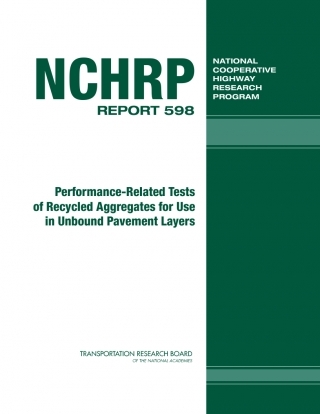 NCHRP
REPORT 598
NATIONAL
COOPERATIVE
HIGHWAY
RESEARCH
PROGRAM
Performance-Related Tests
of Recycled Aggregates for Use
in Unbound Pavement Layers
TRANSPORTATION RESEARCH BOARD
OF THE NATIONAL ACADEMIES